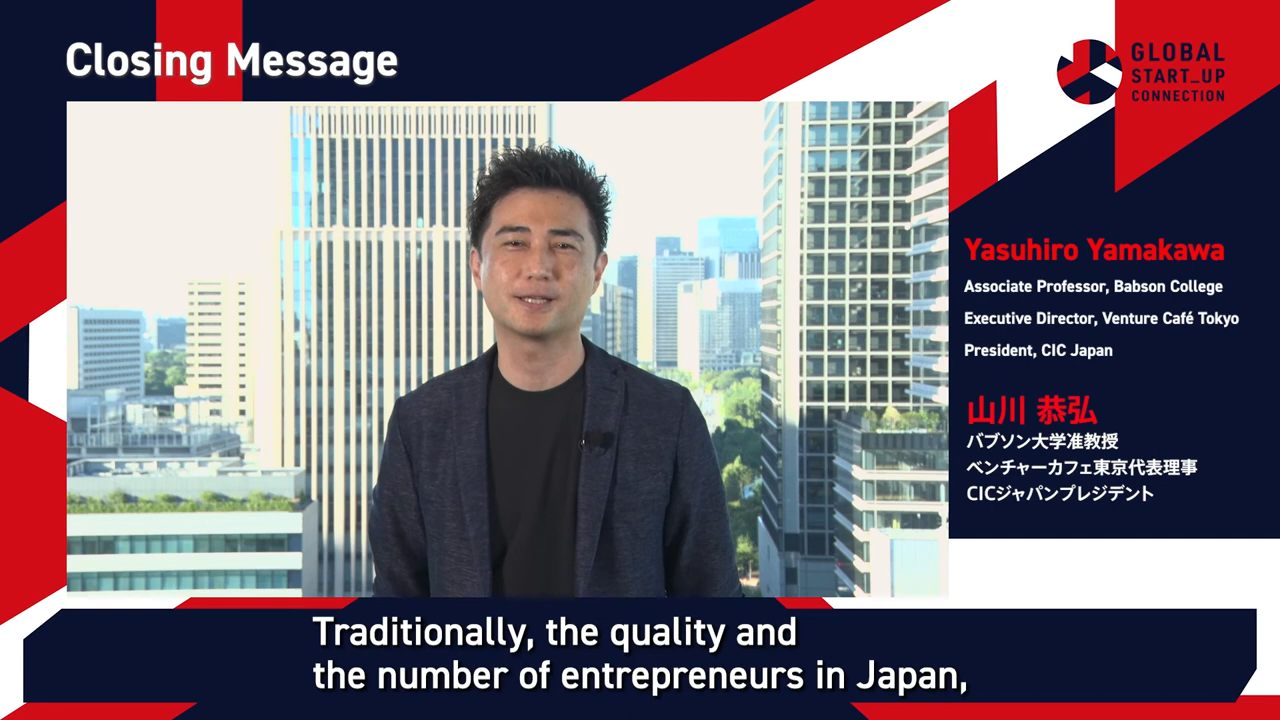 Closing Message
GLOBAL
START_UP
CONNECTION
Yasuhiro Yamakawa
Associate Professor, Babson College
Executive Director, Venture Café Tokyo
President, CIC Japan
山川 恭弘
バブソン大学准教授
ベンチャーカフェ東京代表理事
CICジャパンプレジデント
Traditionally, the quality and
the number of entrepreneurs in Japan,